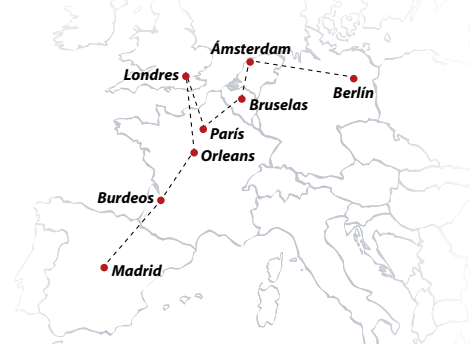 Ámsterdam
Londres
Berlín
Bruselas
París
Orleans
Burdeos
Madrid